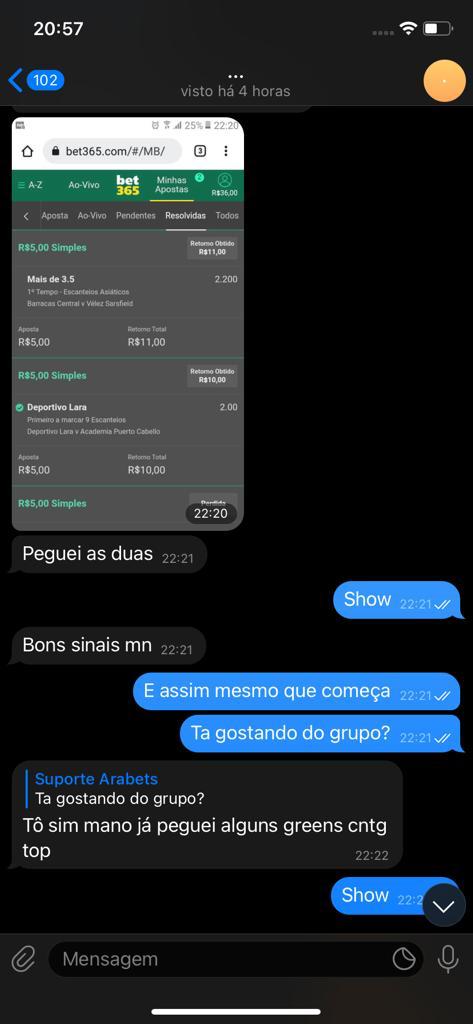 20:57
102
...
visto há 4 horas
25% 22:20
bet365.com/#/MB/
3
A-Z
Ao-Vivo
bet365
Minhas Apostas
2
R$36,00
Aposta
Ao-Vivo
Pendentes
Resolvidas
Todos
R$5,00 Simples
Retorno Obtido
R$11,00
Mais de 3.5
2.200
1º Tempo - Escanteios Asiáticos
Barracas Central v Vélez Sarsfield
Aposta
Retorno Total
R$5,00
R$11,00
R$5,00 Simples
Retorno Obtido
R$10,00
Deportivo Lara
2.00
Primeiro a marcar 9 Escanteios
Deportivo Lara v Academia Puerto Cabello
Aposta
Retorno Total
R$5,00
R$10,00
R$5,00 Simples
Perdida
22:20
Peguei as duas 22:21
Show 22:21
Bons sinais mn 22:21
E assim mesmo que começa 22:21
Ta gostando do grupo? 22:21
Suporte Arabets
Ta gostando do grupo?
Tô sim mano já peguei alguns greens cntg
top
22:22
Show
Mensagem